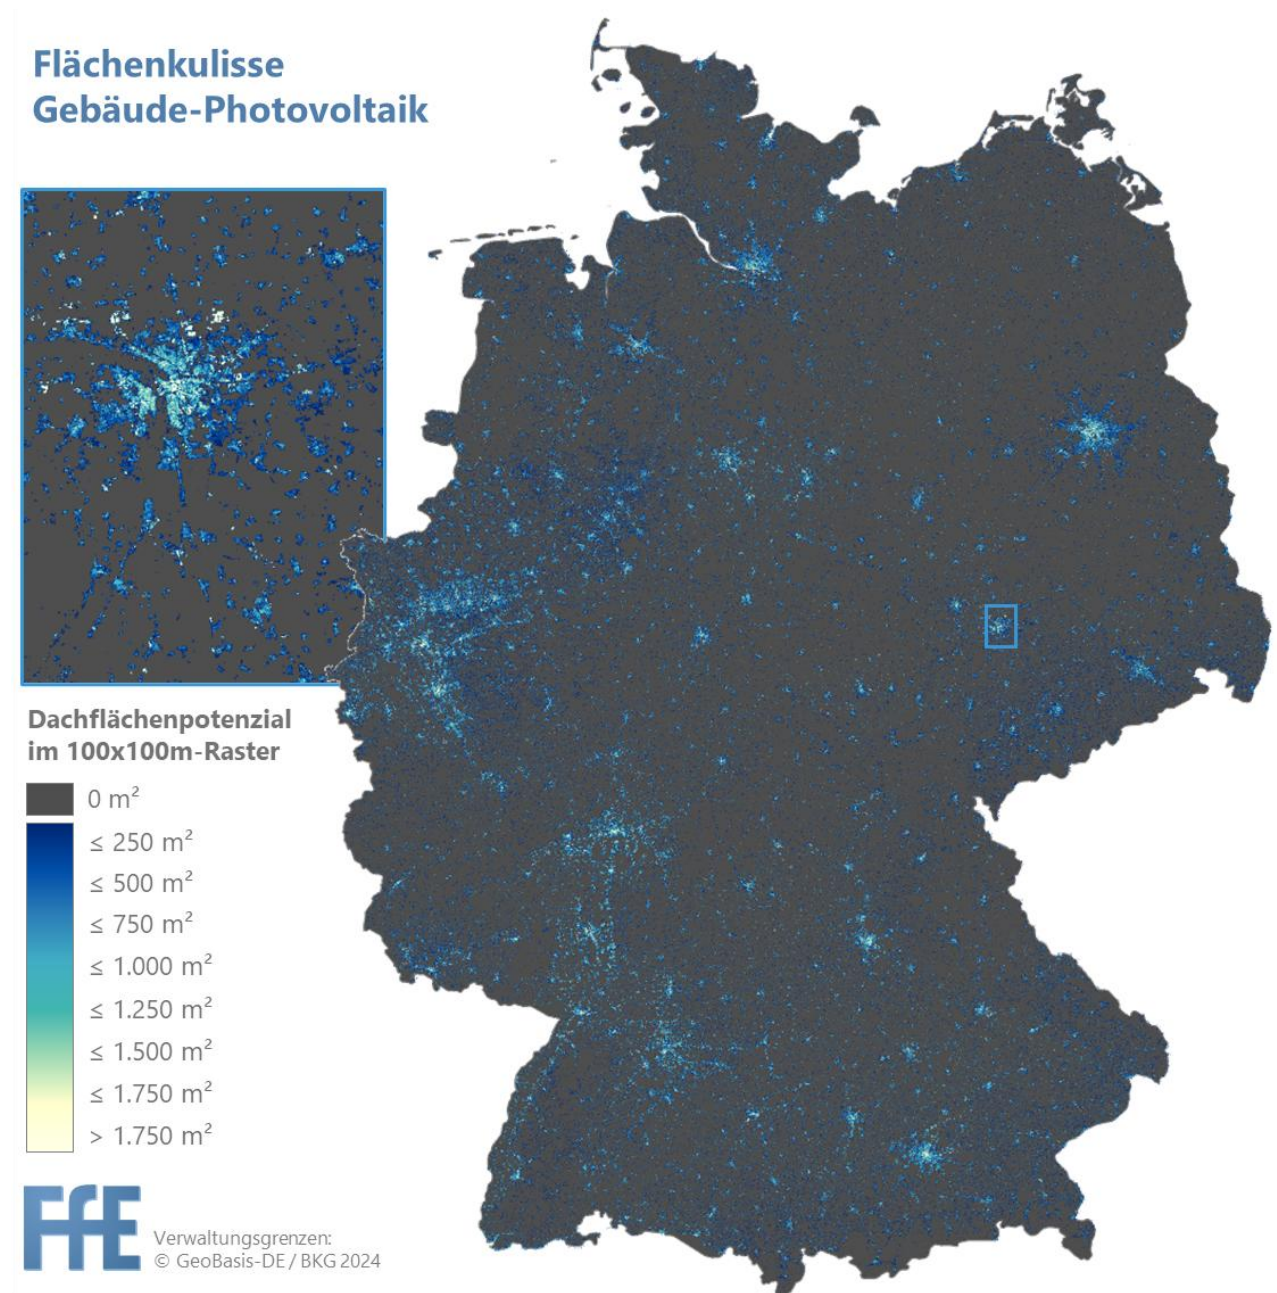 Flächenkulisse
Gebäude-Photovoltaik
Dachflächenpotenzial
im 100x100m-Raster
0 m²
≤ 250 m²
≤ 500 m²
≤ 750 m²
≤ 1.000 m²
≤ 1.250 m²
≤ 1.500 m²
≤ 1.750 m²
> 1.750 m²
FfE
Verwaltungsgrenzen:
© GeoBasis-DE / BKG 2024